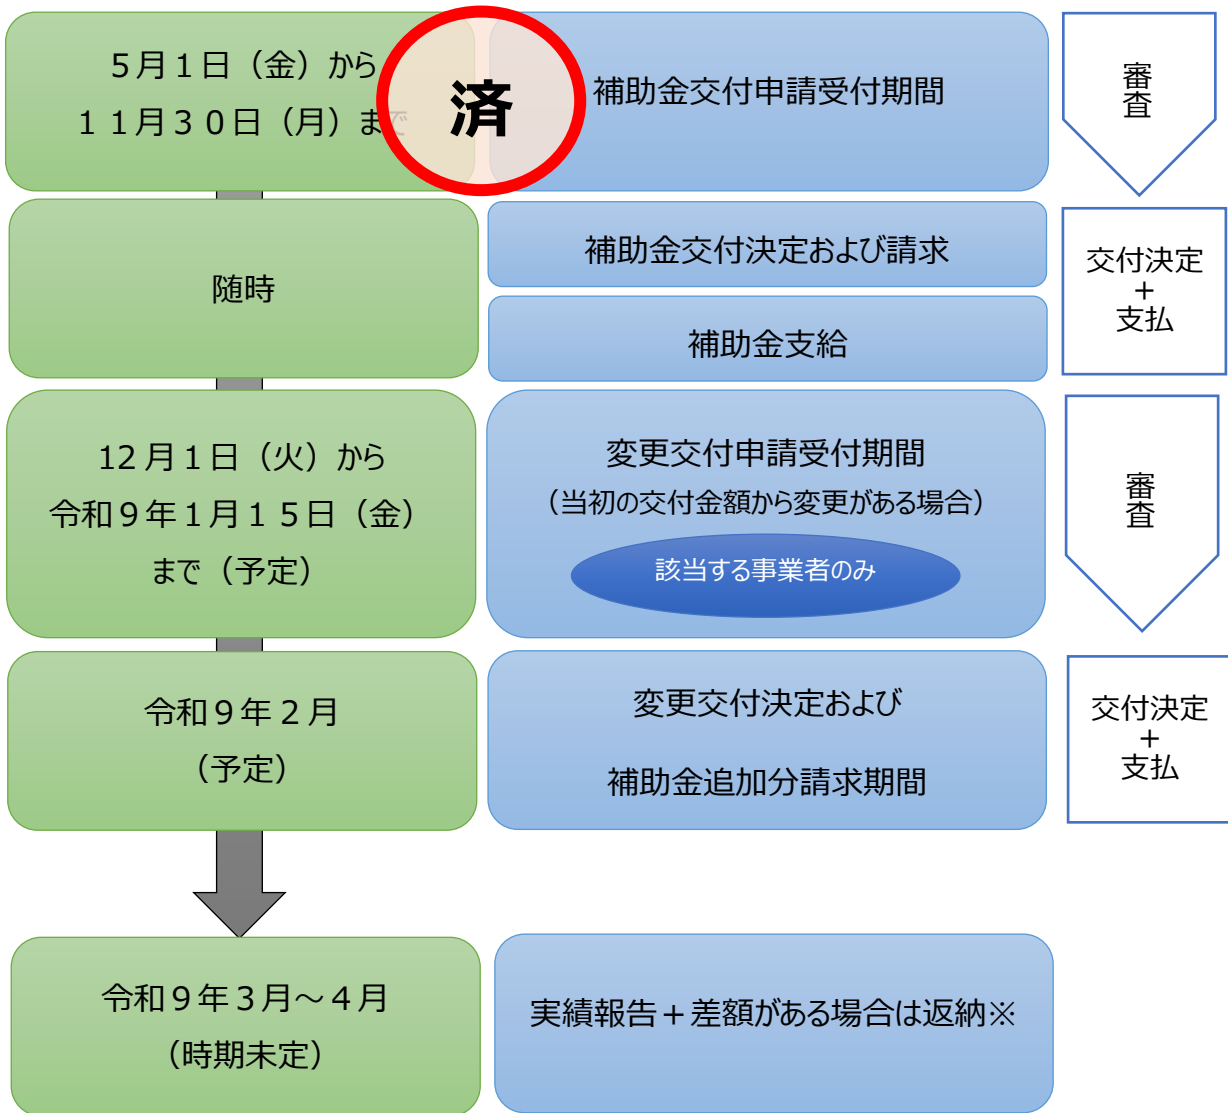 ５月１日（金）から
１１月３０日（月）まで
済
補助金交付申請受付期間
審査
随時
補助金交付決定および請求
補助金支給
交付決定
＋
支払
12月１日（火）から
令和９年１月１５日（金）
まで（予定）
変更交付申請受付期間
（当初の交付金額から変更がある場合）
該当する事業者のみ
審査
令和９年２月
（予定）
変更交付決定および
補助金追加分請求期間
交付決定
＋
支払
令和９年３月～４月
（時期未定）
実績報告＋差額がある場合は返納※